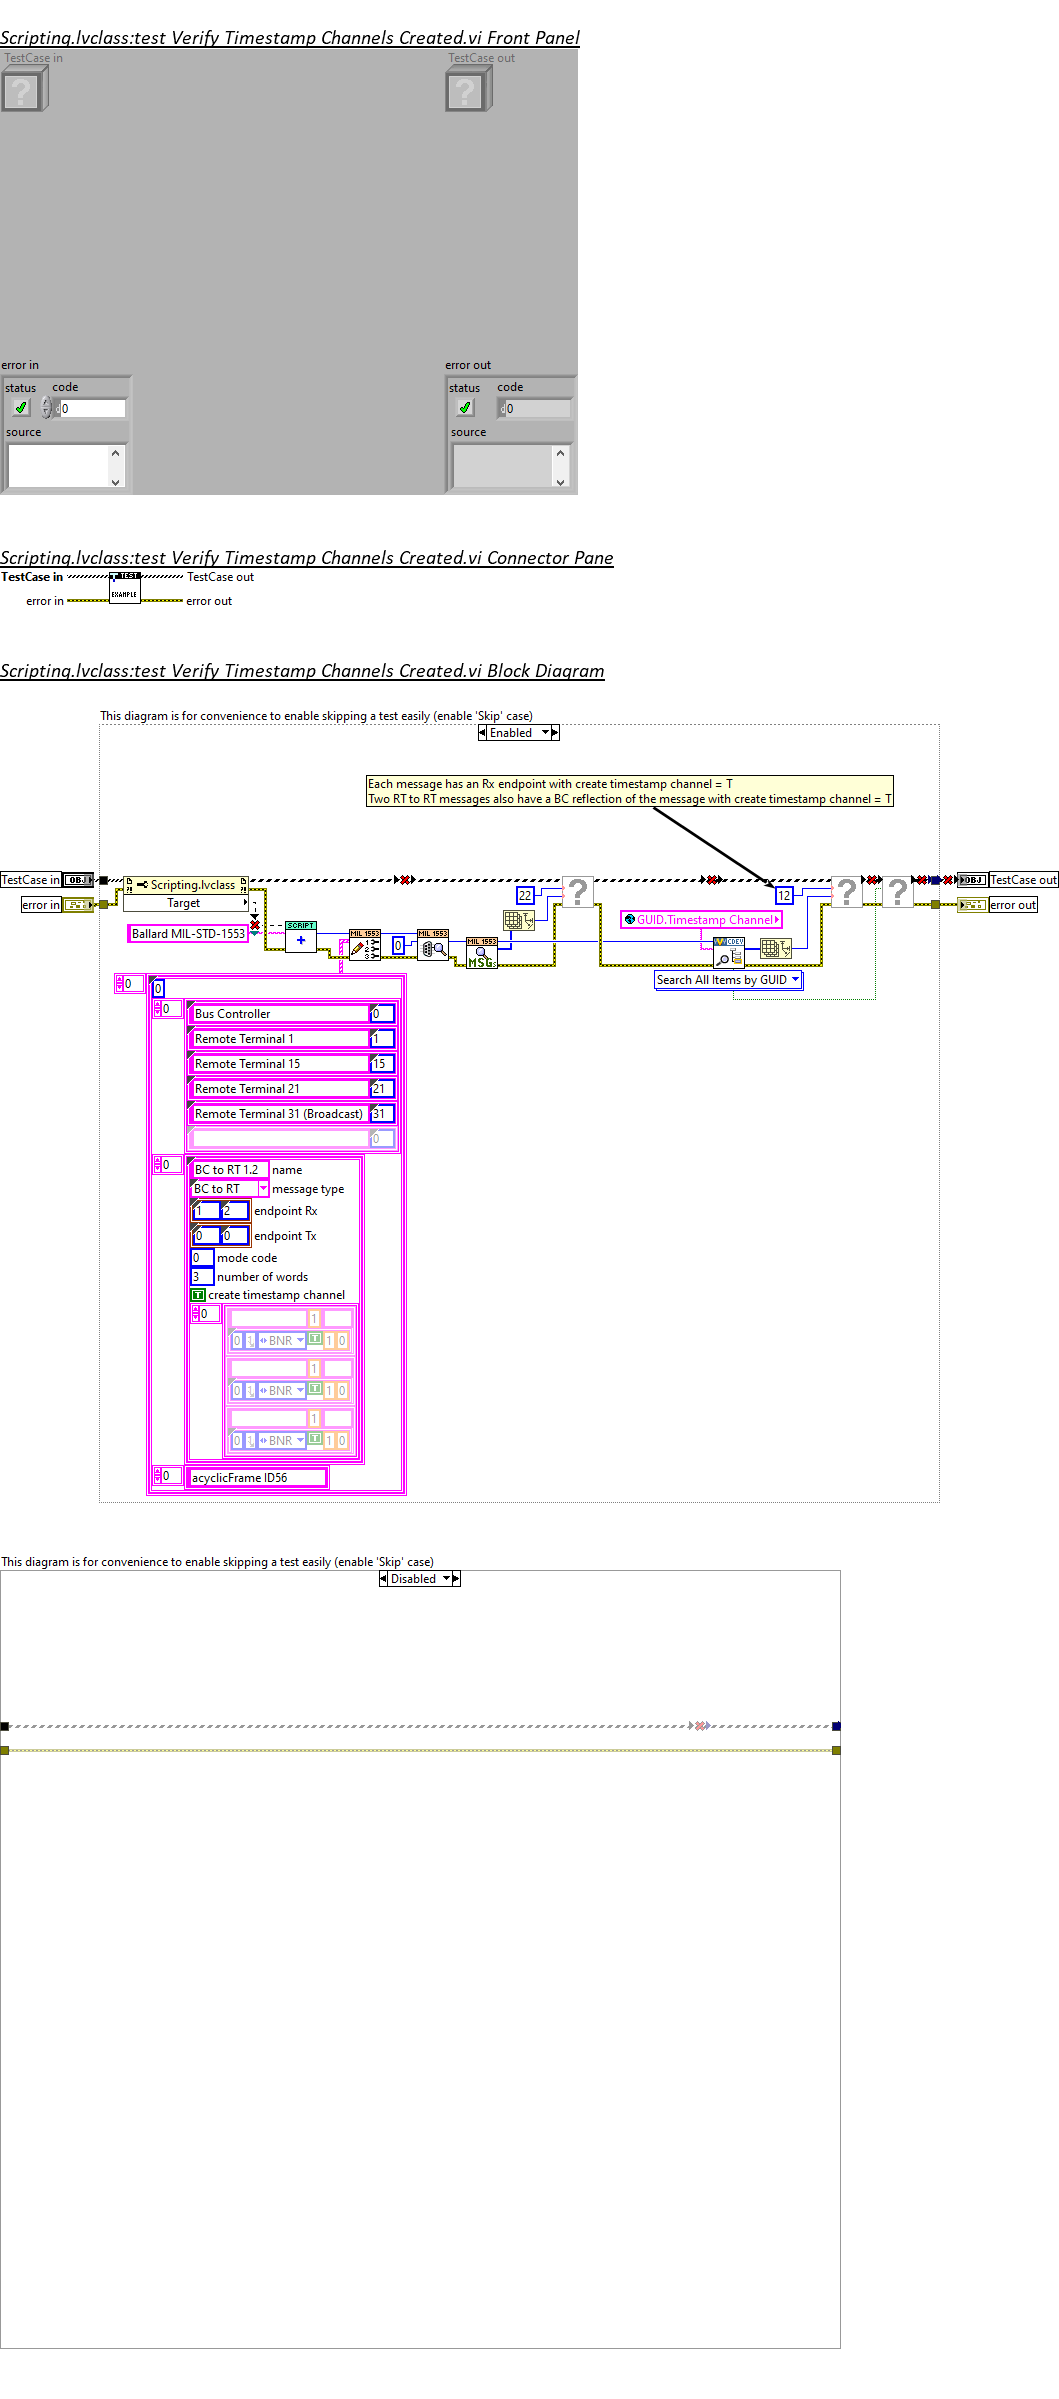 Scripting.lvclass:test Verify Timestamp Channels Created.vi Front Panel
TestCase in
TestCase out
error in
error out
status code
status code
0
0
source
source
Scripting.lvclass:test Verify Timestamp Channels Created.vi Connector Pane
TestCase in
TestCase out
TEST
EXAMPLE
error in
error out
Scripting.lvclass:test Verify Timestamp Channels Created.vi Block Diagram
This diagram is for convenience to enable skipping a test easily (enable 'Skip' case)
Enabled
Each message has an Rx endpoint with create timestamp channel = T
Two RT to RT messages also have a BC reflection of the message with create timestamp channel = T
TestCase in
OBJ
Scripting.lvclass
Target
22
12
OBJ
TestCase out
error in
error out
GUID.Timestamp Channel
Ballard MIL-STD-1553
SCRIPT
MIL 1553
1
2
3
0
MIL 1553
MIL 1553
MSGs
CDEV
Search All Items by GUID
0
0
0
Bus Controller 0
Remote Terminal 1 1
Remote Terminal 15 15
Remote Terminal 21 21
Remote Terminal 31 (Broadcast) 31
0
0
BC to RT 1.2 name
BC to RT message type
1 2 endpoint Rx
0 0 endpoint Tx
0 mode code
3 number of words
T create timestamp channel
0
1
0 1 BNR T 1 0
1
0 1 BNR T 1 0
1
0 1 BNR T 1 0
0
acyclicFrame ID56
This diagram is for convenience to enable skipping a test easily (enable 'Skip' case)
Disabled